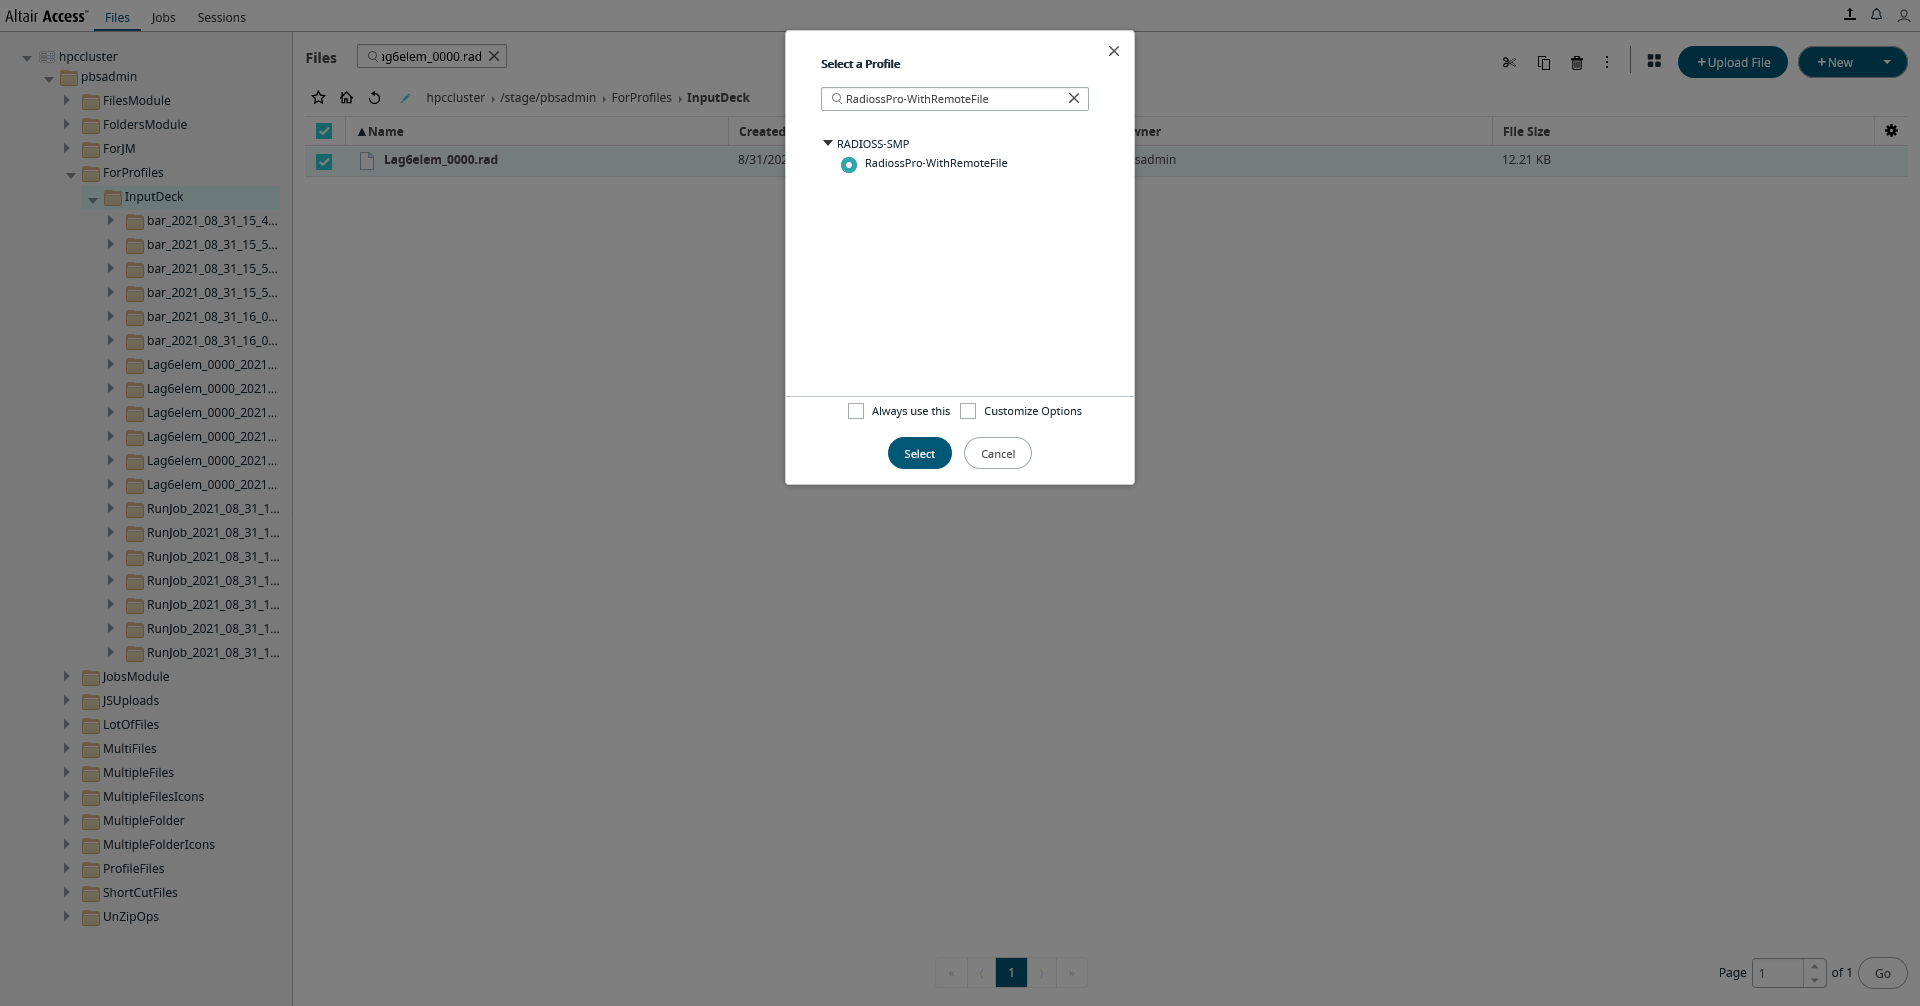 Altair Access™ Files Jobs Sessions
hpccluster
pbsadmin
FilesModule
FoldersModule
ForJM
ForProfiles
InputDeck
bar_2021_08_31_15_4...
bar_2021_08_31_15_5...
bar_2021_08_31_15_5...
bar_2021_08_31_15_5...
bar_2021_08_31_16_0...
bar_2021_08_31_16_0...
Lag6elem_0000_2021...
Lag6elem_0000_2021...
Lag6elem_0000_2021...
Lag6elem_0000_2021...
Lag6elem_0000_2021...
Lag6elem_0000_2021...
RunJob_2021_08_31_1...
RunJob_2021_08_31_1...
RunJob_2021_08_31_1...
RunJob_2021_08_31_1...
RunJob_2021_08_31_1...
RunJob_2021_08_31_1...
RunJob_2021_08_31_1...
JobsModule
JSUploads
LotOfFiles
MultiFiles
MultipleFiles
MultipleFilesIcons
MultipleFolder
MultipleFolderIcons
ProfileFiles
ShortCutFiles
UnZipOps
Files ag6elem_0000.rad +Upload File +New
hpccluster › /stage/pbsadmin › ForProfiles › InputDeck
Name Created wner File Size
Lag6elem_0000.rad 8/31/202 sadmin 12.21 KB
Select a Profile
RadiossPro-WithRemoteFile
RADIOSS-SMP
RadiossPro-WithRemoteFile
Always use this Customize Options
Select Cancel
« ⟨ 1 ⟩ » Page 1 of 1 Go